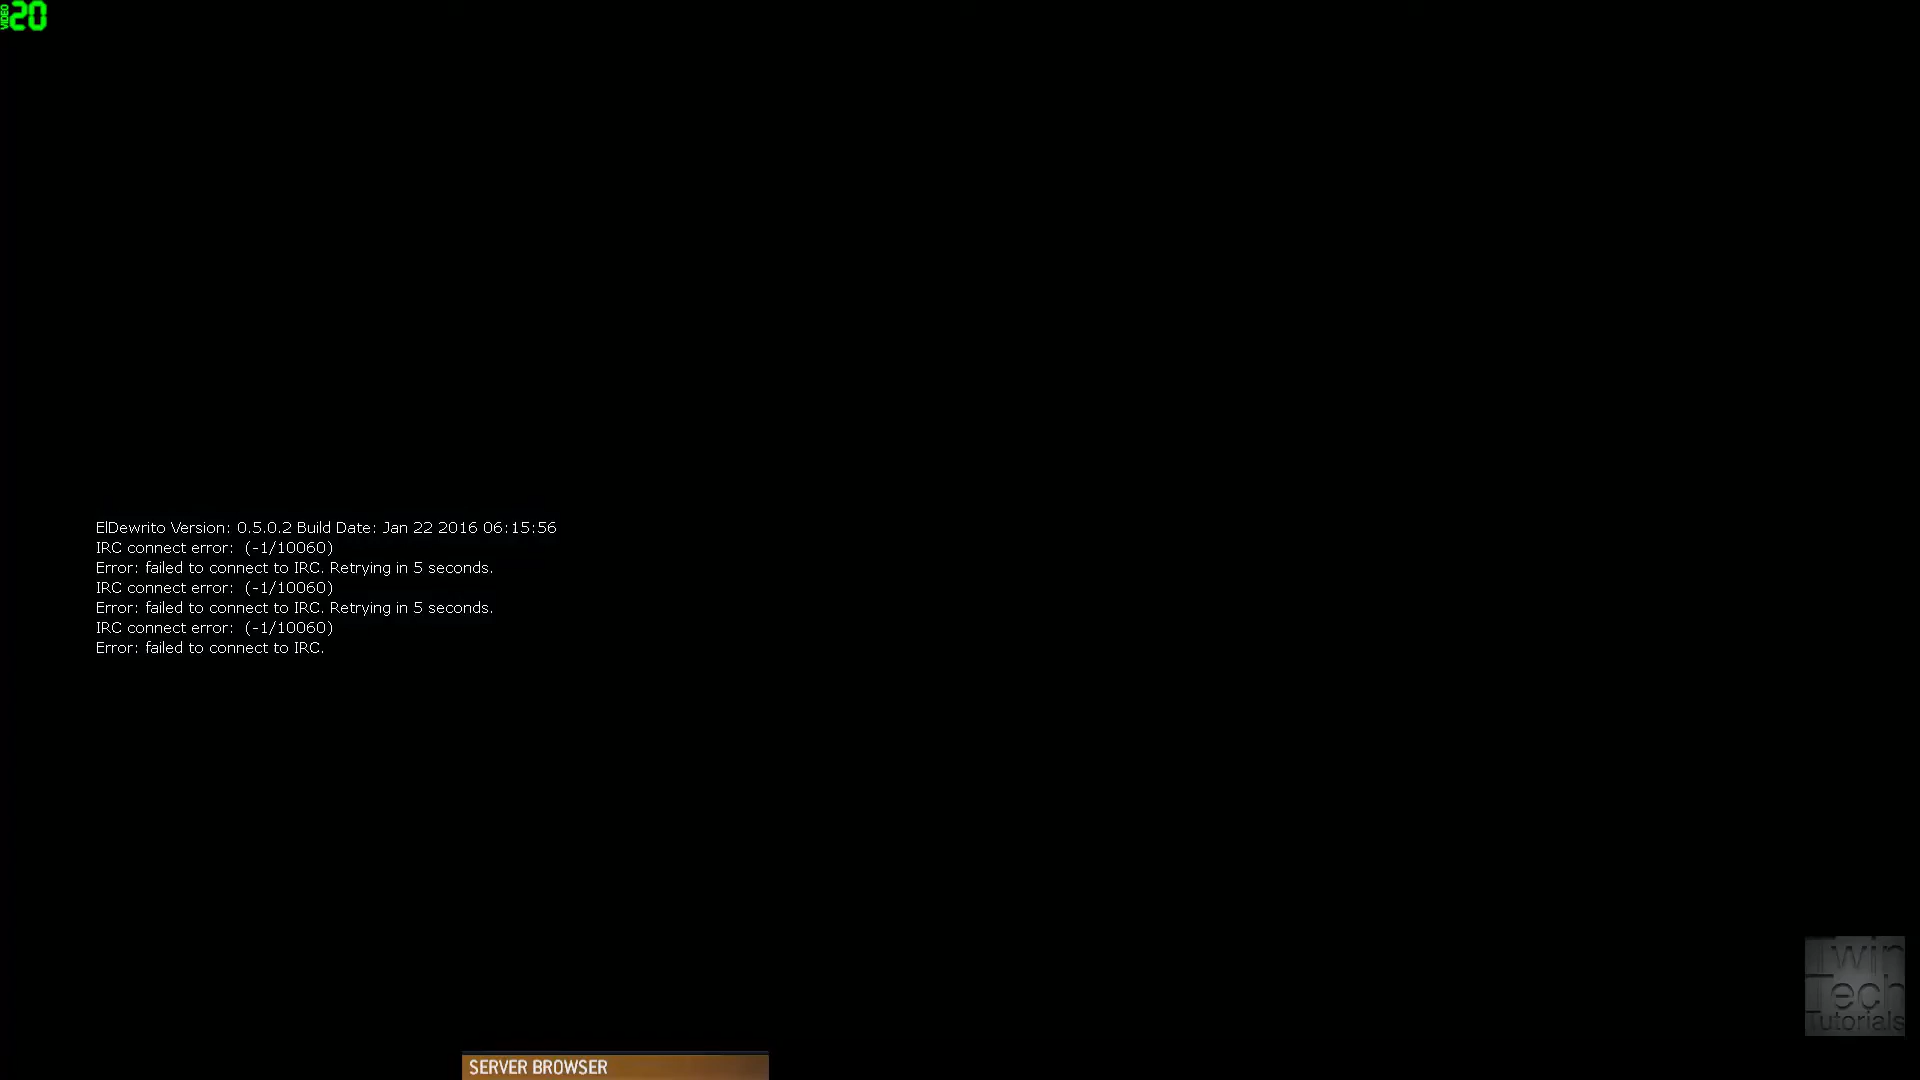 VIDEO
20
ElDewrito Version: 0.5.0.2 Build Date: Jan 22 2016 06:15:56
IRC connect error:  (-1/10060)
Error: failed to connect to IRC. Retrying in 5 seconds.
IRC connect error:  (-1/10060)
Error: failed to connect to IRC. Retrying in 5 seconds.
IRC connect error:  (-1/10060)
Error: failed to connect to IRC.
Twin
Tech
Tutorials
SERVER BROWSER